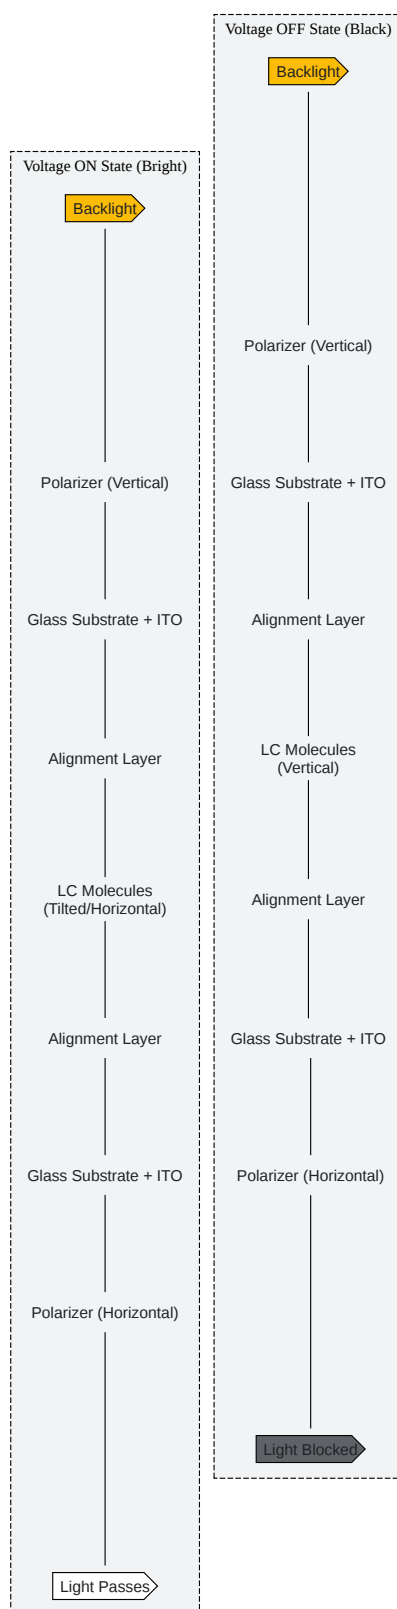 Voltage ON State (Bright)
Backlight
Polarizer (Vertical)
Glass Substrate + ITO
Alignment Layer
LC Molecules
(Tilted/Horizontal)
Alignment Layer
Glass Substrate + ITO
Polarizer (Horizontal)
Light Passes
Voltage OFF State (Black)
Backlight
Polarizer (Vertical)
Glass Substrate + ITO
Alignment Layer
LC Molecules
(Vertical)
Alignment Layer
Glass Substrate + ITO
Polarizer (Horizontal)
Light Blocked